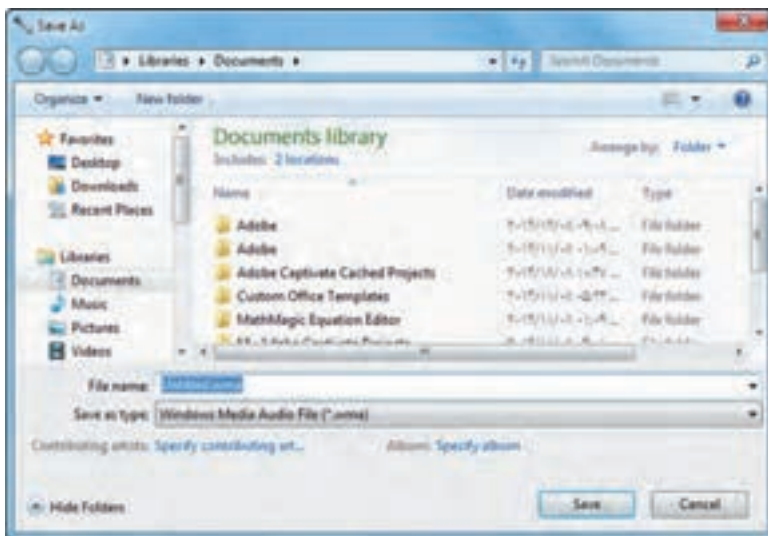 Save As
Libraries ▸ Documents ▸
Search Documents
Organize
New folder
Favorites
Desktop
Downloads
Recent Places
Libraries
Documents
Music
Pictures
Videos
Documents library
Includes: 2 locations
Arrange by: Folder
Name
Date modified
Type
Adobe
File folder
Adobe
File folder
Adobe Captivate Cached Projects
File folder
Custom Office Templates
File folder
MathMagic Equation Editor
File folder
File name: Untitled.wma
Save as type: Windows Media Audio File (*.wma)
Contributing artists: Specify contributing art...
Album: Specify album
Hide Folders
Save
Cancel